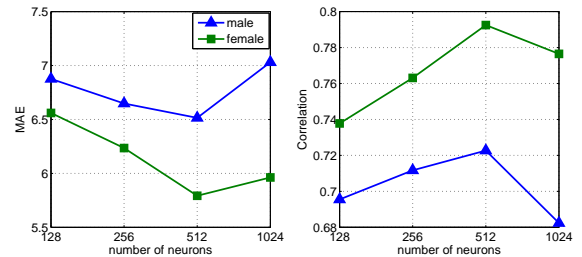 7.5
7
6.5
6
5.5
MAE
male
female
128 256 512 1024
number of neurons
0.8
0.78
0.76
0.74
0.72
0.7
0.68
Correlation
128 256 512 1024
number of neurons